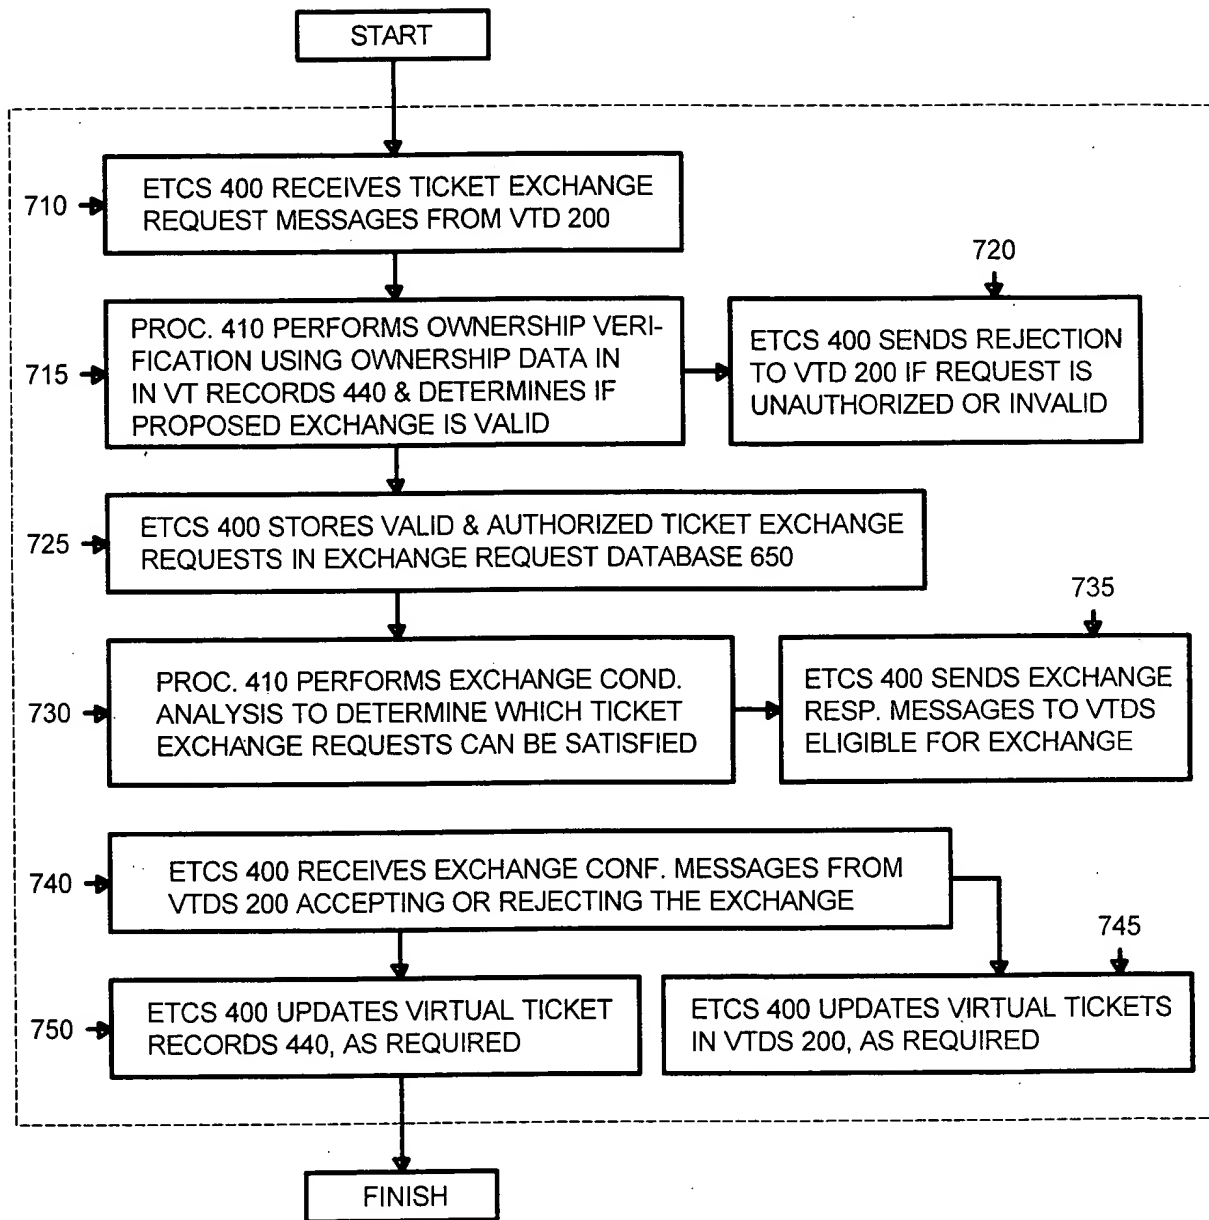 START
710
ETCS 400 RECEIVES TICKET EXCHANGE
REQUEST MESSAGES FROM VTD 200
715
PROC. 410 PERFORMS OWNERSHIP VERI-
FICATION USING OWNERSHIP DATA IN
IN VT RECORDS 440 & DETERMINES IF
PROPOSED EXCHANGE IS VALID
720
ETCS 400 SENDS REJECTION
TO VTD 200 IF REQUEST IS
UNAUTHORIZED OR INVALID
725
ETCS 400 STORES VALID & AUTHORIZED TICKET EXCHANGE
REQUESTS IN EXCHANGE REQUEST DATABASE 650
730
PROC. 410 PERFORMS EXCHANGE COND.
ANALYSIS TO DETERMINE WHICH TICKET
EXCHANGE REQUESTS CAN BE SATISFIED
735
ETCS 400 SENDS EXCHANGE
RESP. MESSAGES TO VTDS
ELIGIBLE FOR EXCHANGE
740
ETCS 400 RECEIVES EXCHANGE CONF. MESSAGES FROM
VTDS 200 ACCEPTING OR REJECTING THE EXCHANGE
750
ETCS 400 UPDATES VIRTUAL TICKET
RECORDS 440, AS REQUIRED
745
ETCS 400 UPDATES VIRTUAL TICKETS
IN VTDS 200, AS REQUIRED
FINISH